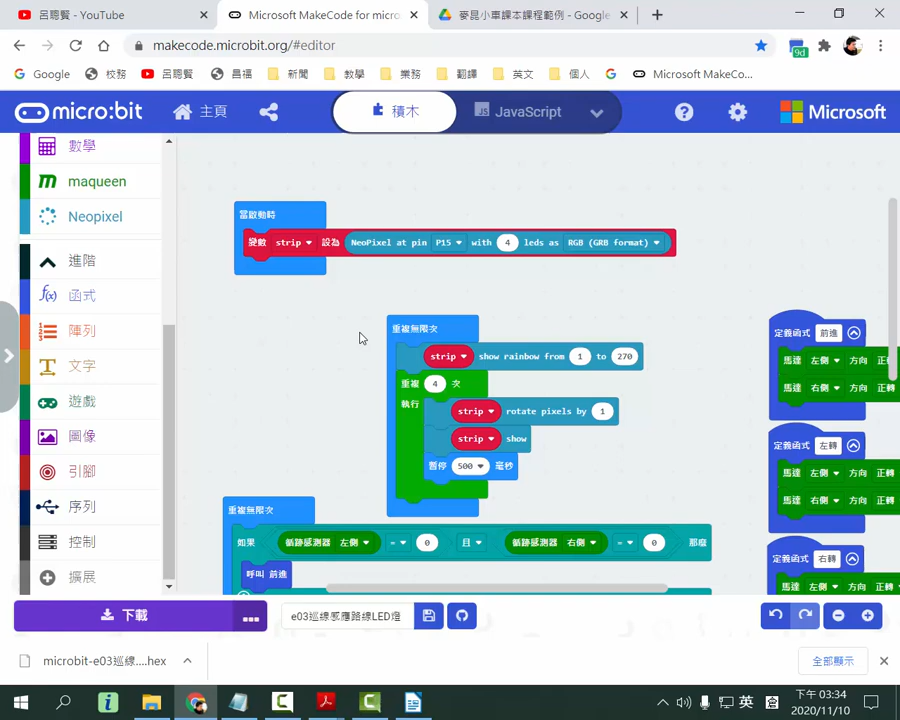 呂聰賢 - YouTube
Microsoft MakeCode for micro:
麥昆小車課本課程範例 - Google
makecode.microbit.org/#editor
9d
Google
校務
呂聰賢
昌福
新聞
教學
業務
翻譯
英文
個人
Microsoft MakeCo...
micro:bit
主頁
積木
JavaScript
Microsoft
數學
maqueen
Neopixel
進階
函式
陣列
文字
遊戲
圖像
引腳
序列
控制
擴展
當啟動時
變數 strip 設為 NeoPixel at pin P15 with 4 leds as RGB (GRB format)
重複無限次
strip show rainbow from 1 to 270
重複 4 次
執行
strip rotate pixels by 1
strip show
暫停 500 毫秒
重複無限次
如果 循跡感測器 左側 = 0 且 循跡感測器 右側 = 0 那麼
呼叫 前進
定義函式 前進
馬達 左側 方向 正轉
馬達 右側 方向 正轉
定義函式 左轉
馬達 左側 方向
馬達 右側 方向 正轉
定義函式 右轉
馬達 左側 方向 正轉
下載
e03巡線感應路線LED燈
microbit-e03巡線....hex
全部顯示
英
下午 03:34
2020/11/10